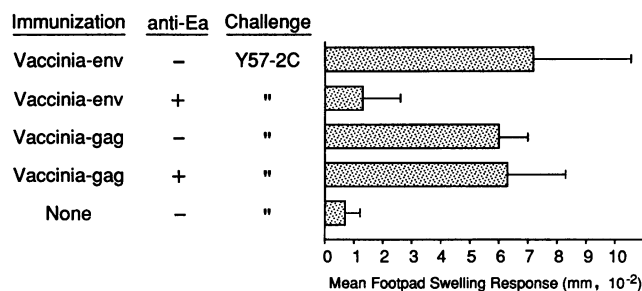 Immunization anti-Ea Challenge
Vaccinia-env − Y57-2C
Vaccinia-env + "
Vaccinia-gag − "
Vaccinia-gag + "
None − "
0 1 2 3 4 5 6 7 8 9 10
Mean Footpad Swelling Response (mm, 10⁻²)